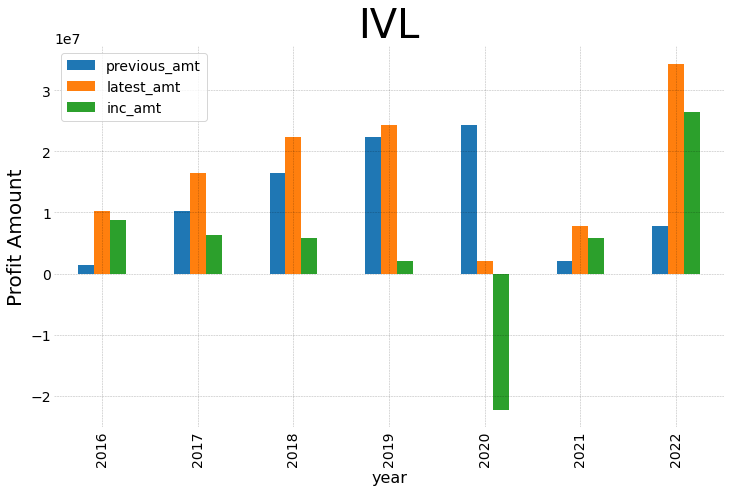 IVL
1e7
previous_amt
latest_amt
inc_amt
3
2
1
0
−1
−2
Profit Amount
2016
2017
2018
2019
2020
2021
2022
year